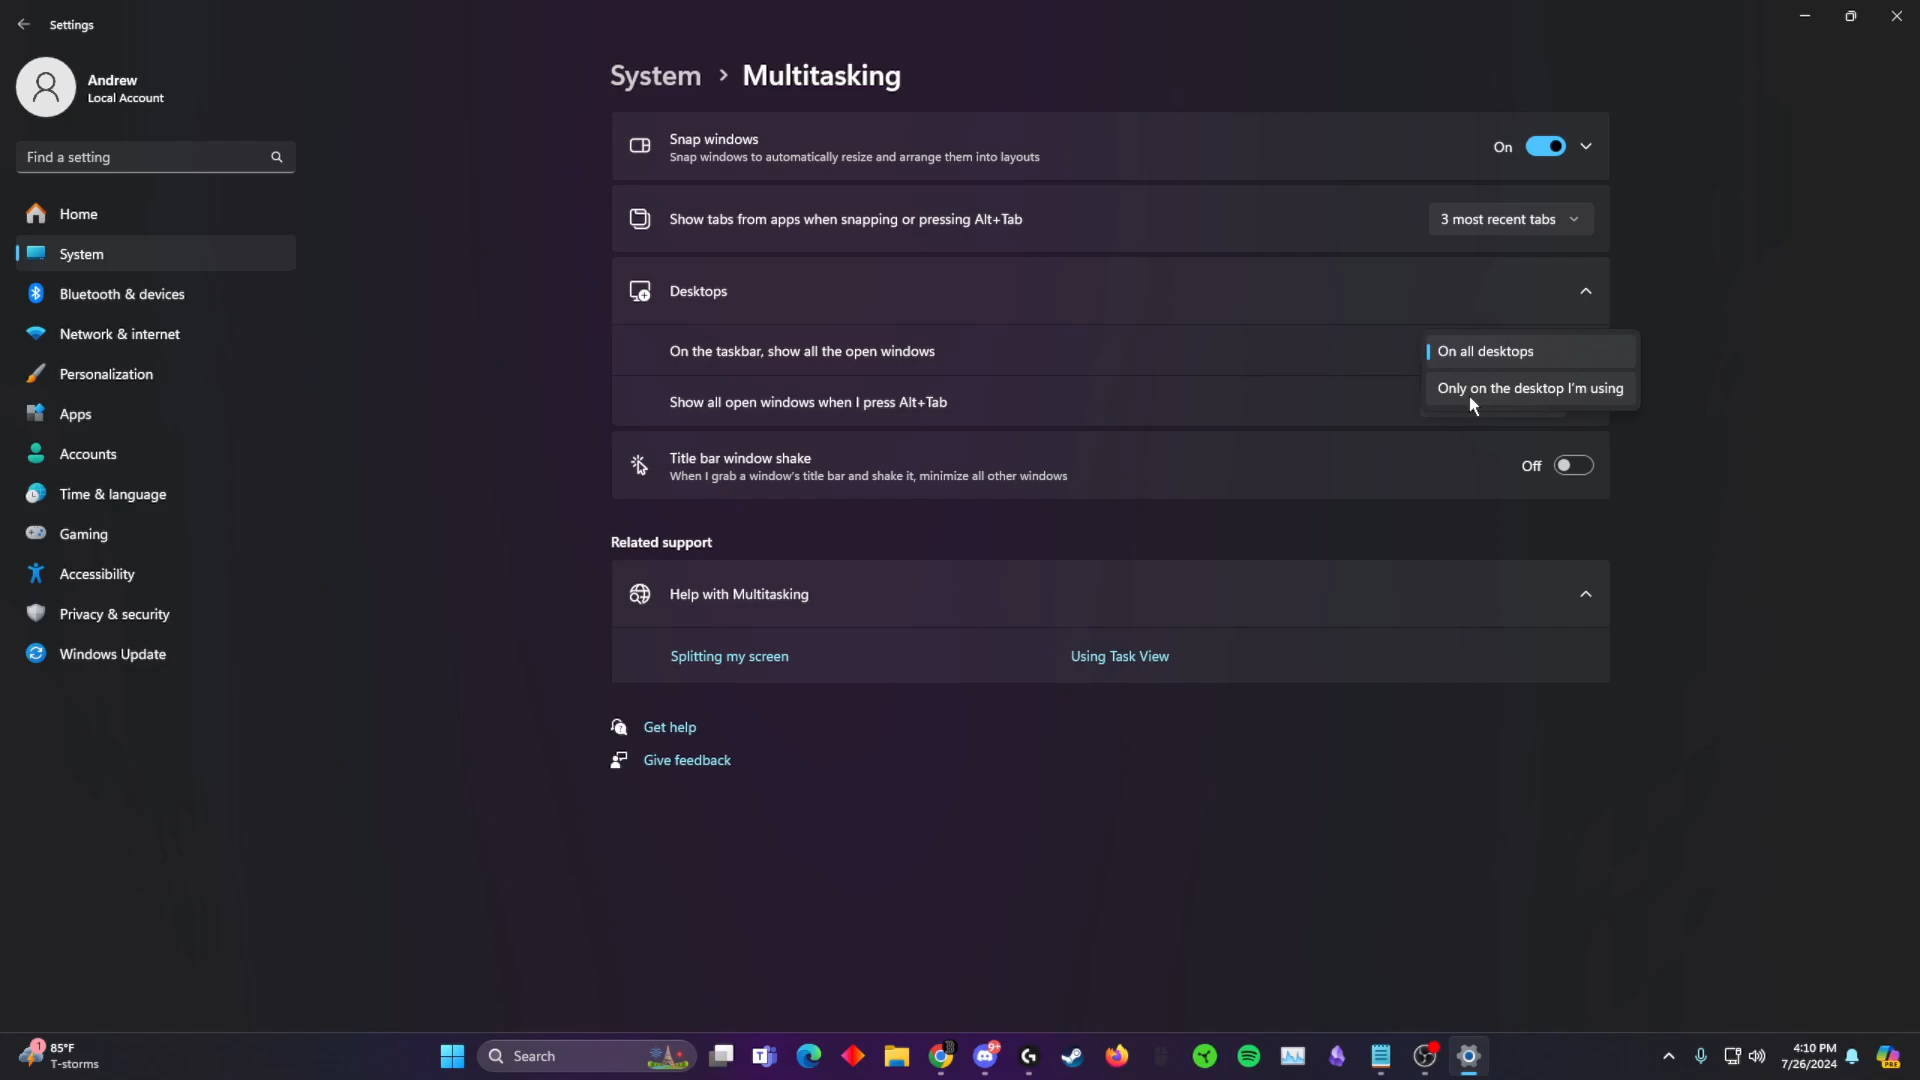 Settings
Andrew
Local Account
Find a setting
Home
System
Bluetooth & devices
Network & internet
Personalization
Apps
Accounts
Time & language
Gaming
Accessibility
Privacy & security
Windows Update
System > Multitasking
Snap windows
Snap windows to automatically resize and arrange them into layouts
On
Show tabs from apps when snapping or pressing Alt+Tab
3 most recent tabs
Desktops
On the taskbar, show all the open windows
On all desktops
Only on the desktop I'm using
Show all open windows when I press Alt+Tab
Title bar window shake
When I grab a window's title bar and shake it, minimize all other windows
Off
Related support
Help with Multitasking
Splitting my screen
Using Task View
Get help
Give feedback
1
85°F
T-storms
Search
9+
4:10 PM
7/26/2024